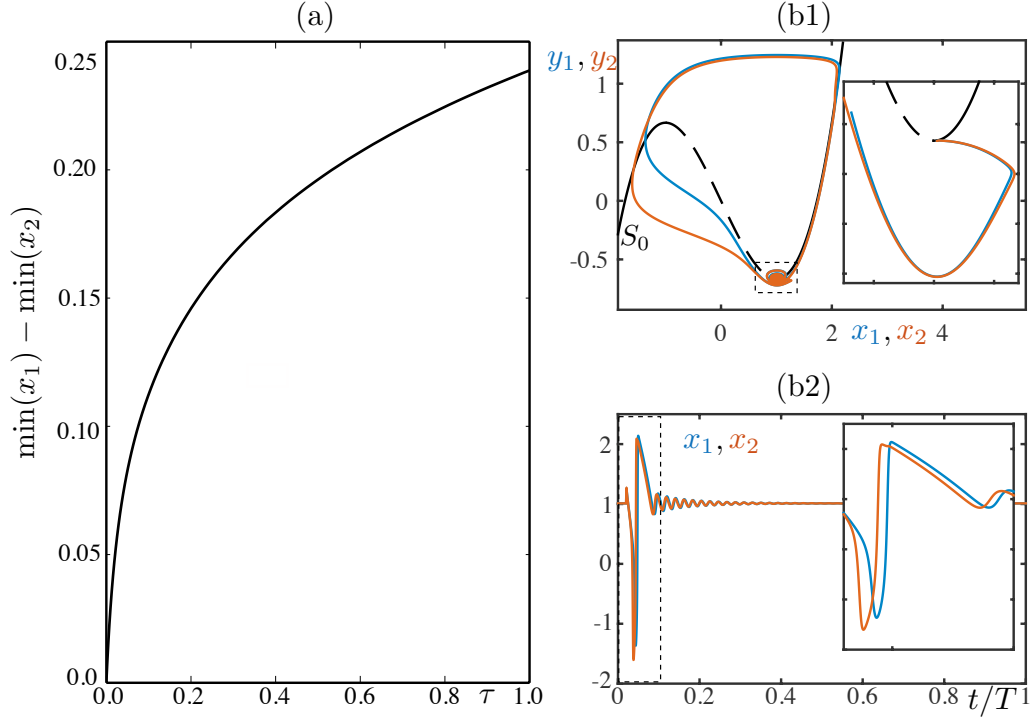 (a)
0.25
0.20
0.15
0.10
0.05
0.0
min(x₁) − min(x₂)
0.0 0.2 0.4 0.6 0.8 τ 1.0
(b1)
y₁, y₂
1
0.5
0
-0.5
S₀
0 2 x₁, x₂ 4
(b2)
x₁, x₂
2
1
0
-1
-2
0 0.2 0.4 0.6 0.8 t/T 1